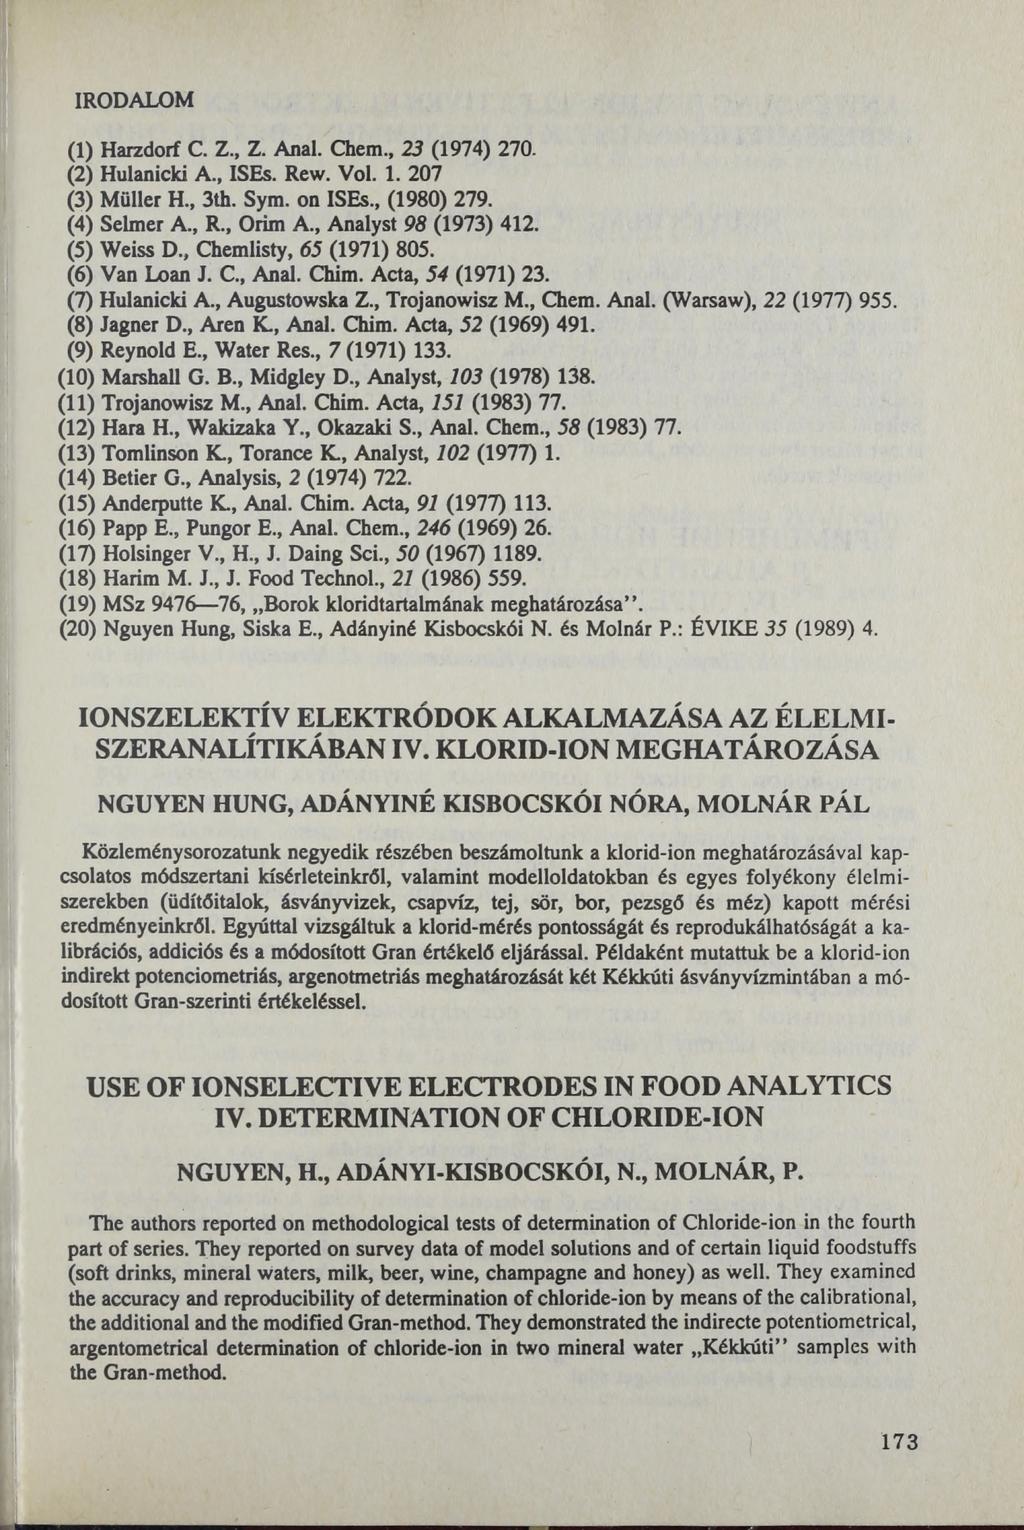 IRODALOM
(1) Harzdorf C. Z., Z. Anal. Chem., 23 (1974) 270.
(2) Hulanicki A., ISEs. Rew. Vol. 1. 207
(3) Müller H., 3th. Sym. on ISEs., (1980) 279.
(4) Selmer A., R., Orim A., Analyst 98 (1973) 412.
(5) Weiss D., Chemlisty, 65 (1971) 805.
(6) Van Loan J. C., Anal. Chim. Acta, 54 (1971) 23.
(7) Hulanicki A., Augustowska Z., Trojanowisz M., Chem. Anal. (Warsaw), 22 (1977) 955.
(8) Jagner D., Aren K., Anal. Chim. Acta, 52 (1969) 491.
(9) Reynold E., Water Res., 7 (1971) 133.
(10) Marshall G. B., Midgley D., Analyst, 103 (1978) 138.
(11) Trojanowisz M., Anal. Chim. Acta, 151 (1983) 77.
(12) Hara H., Wakizaka Y., Okazaki S., Anal. Chem., 58 (1983) 77.
(13) Tomlinson K., Torance K., Analyst, 102 (1977) 1.
(14) Betier G., Analysis, 2 (1974) 722.
(15) Anderputte K., Anal. Chim. Acta, 91 (1977) 113.
(16) Papp E., Pungor E., Anal. Chem., 246 (1969) 26.
(17) Holsinger V., H., J. Daing Sci., 50 (1967) 1189.
(18) Harim M. J., J. Food Technol., 21 (1986) 559.
(19) MSz 9476—76, „Borok kloridtartalmának meghatározása”.
(20) Nguyen Hung, Siska E., Adányiné Kisbocskói N. és Molnár P.: ÉVIKE 35 (1989) 4.
IONSZELEKTÍV ELEKTRÓDOK ALKALMAZÁSA AZ ÉLELMI-
SZERANALÍTIKÁBAN IV. KLORID-ION MEGHATÁROZÁSA
NGUYEN HUNG, ADÁNYINÉ KISBOCSKÓI NÓRA, MOLNÁR PÁL
Közleménysorozatunk negyedik részében beszámoltunk a klorid-ion meghatározásával kap-
csolatos módszertani kísérleteinkről, valamint modelloldatokban és egyes folyékony élelmi-
szerekben (üdítőitalok, ásványvizek, csapvíz, tej, sör, bor, pezsgő és méz) kapott mérési
eredményeinkről. Egyúttal vizsgáltuk a klorid-mérés pontosságát és reprodukálhatóságát a ka-
librációs, addiciós és a módosított Gran értékelő eljárással. Példaként mutattuk be a klorid-ion
indirekt potenciometriás, argenotmetriás meghatározását két Kékkúti ásványvízmintában a mó-
dosított Gran-szerinti értékeléssel.
USE OF IONSELECTIVE ELECTRODES IN FOOD ANALYTICS
IV. DETERMINATION OF CHLORIDE-ION
NGUYEN, H., ADÁNYI-KISBOCSKÓI, N., MOLNÁR, P.
The authors reported on methodological tests of determination of Chloride-ion in the fourth
part of series. They reported on survey data of model solutions and of certain liquid foodstuffs
(soft drinks, mineral waters, milk, beer, wine, champagne and honey) as well. They examined
the accuracy and reproducibility of determination of chloride-ion by means of the calibrational,
the additional and the modified Gran-method. They demonstrated the indirecte potentiometrical,
argentometrical determination of chloride-ion in two mineral water „Kékkúti” samples with
the Gran-method.
173